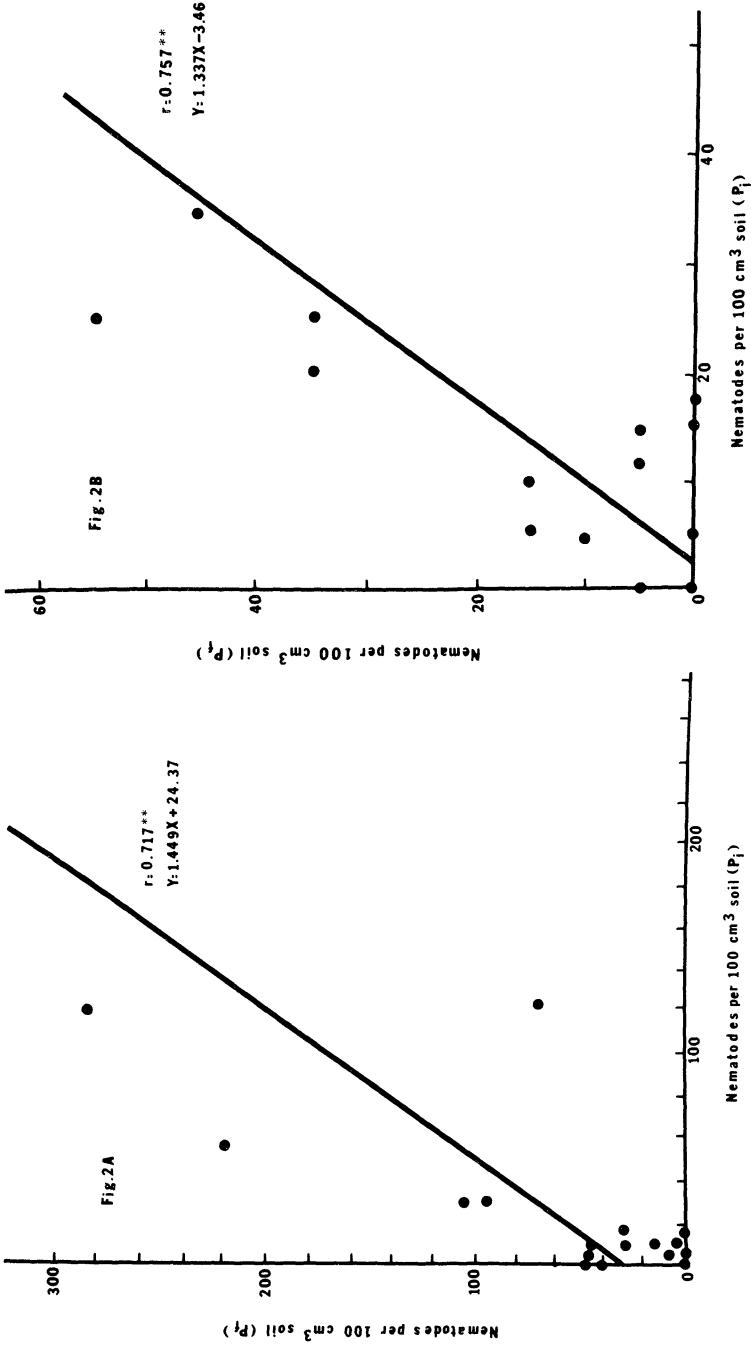 Fig.2A
r=0.717**
Y=1.449X+24.37
300
200
100
0
100
200
Nematodes per 100 cm³ soil (Pf)
Nematodes per 100 cm³ soil (Pi)
Fig.2B
r=0.757**
Y=1.337X−3.46
60
40
20
0
20
40
Nematodes per 100 cm³ soil (Pf)
Nematodes per 100 cm³ soil (Pi)